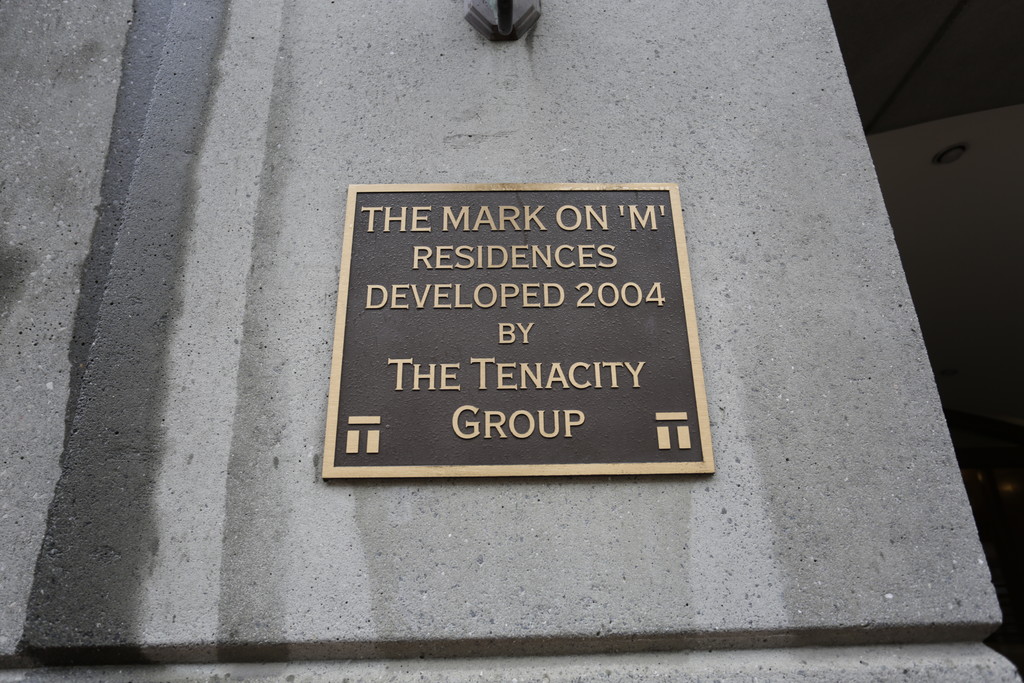 THE MARK ON 'M'
RESIDENCES
DEVELOPED 2004
BY
THE TENACITY
GROUP